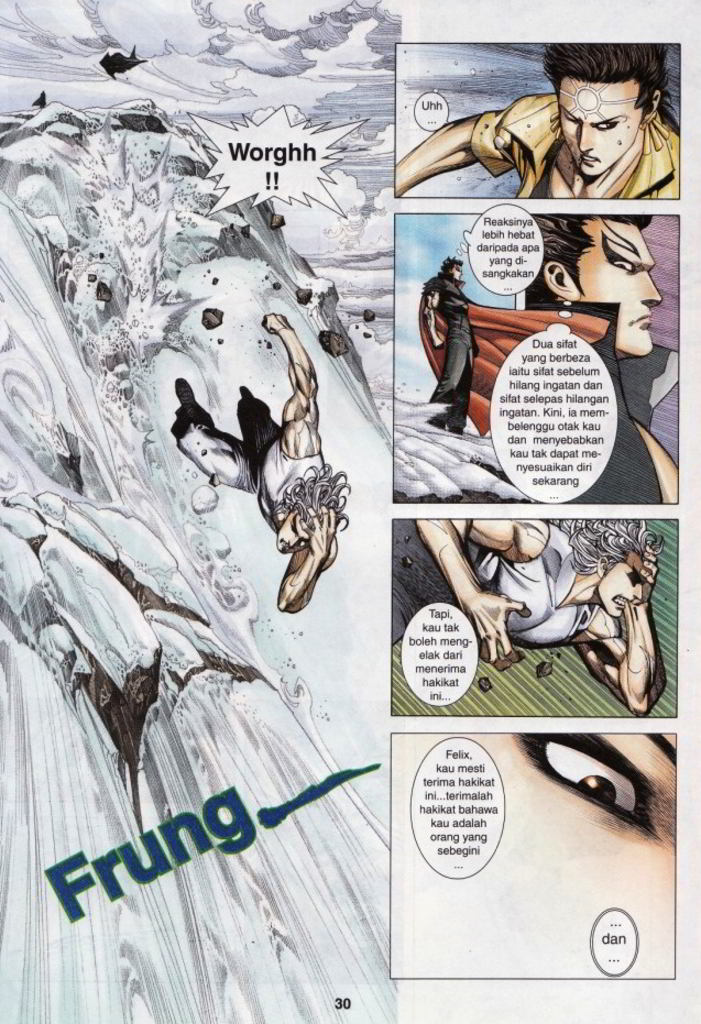 Worghh
!!
Frung
Uhh
...
Reaksinya
lebih hebat
daripada apa
yang di-
sangkakan
...
Dua sifat
yang berbeza
iaitu sifat sebelum
hilang ingatan dan
sifat selepas hilangan
ingatan. Kini, ia mem-
belenggu otak kau
dan menyebabkan
kau tak dapat me-
nyesuaikan diri
sekarang
...
Tapi,
kau tak
boleh meng-
elak dari
menerima
hakikat
ini...
Felix,
kau mesti
terima hakikat
ini...terimalah
hakikat bahawa
kau adalah
orang yang
sebegini
...
...
dan
...
30